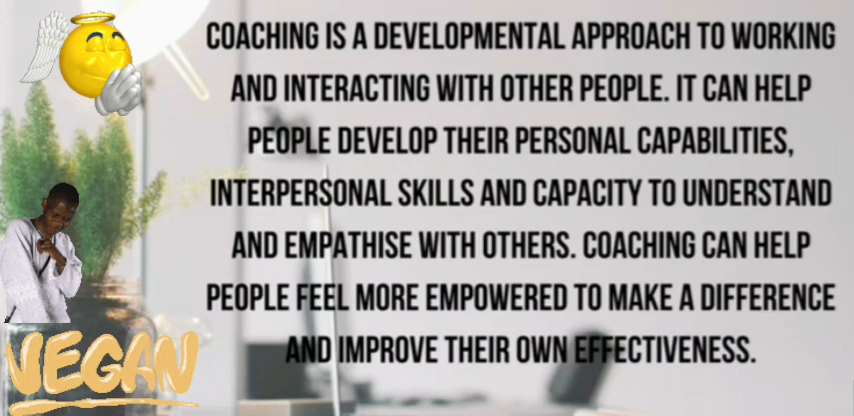 COACHING IS A DEVELOPMENTAL APPROACH TO WORKING
AND INTERACTING WITH OTHER PEOPLE. IT CAN HELP
PEOPLE DEVELOP THEIR PERSONAL CAPABILITIES,
INTERPERSONAL SKILLS AND CAPACITY TO UNDERSTAND
AND EMPATHISE WITH OTHERS. COACHING CAN HELP
PEOPLE FEEL MORE EMPOWERED TO MAKE A DIFFERENCE
AND IMPROVE THEIR OWN EFFECTIVENESS.
VEGAN